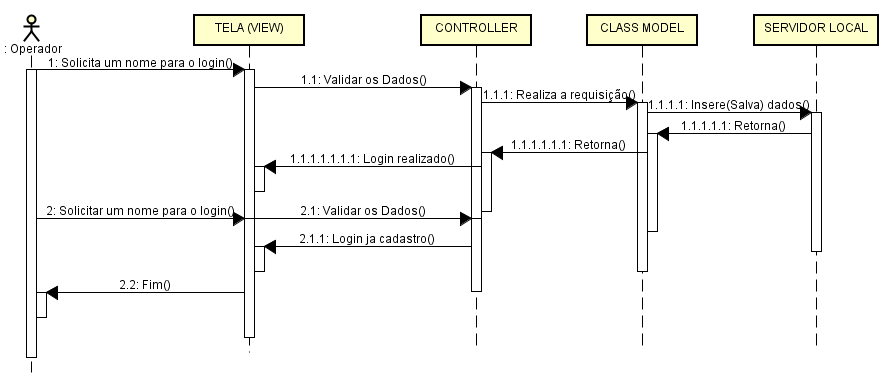 TELA (VIEW)
CONTROLLER
CLASS MODEL
SERVIDOR LOCAL
: Operador
1: Solicita um nome para o login()
1.1: Validar os Dados()
1.1.1: Realiza a requisição()
1.1.1.1: Insere(Salva) dados()
1.1.1.1.1: Retorna()
1.1.1.1.1.1: Retorna()
1.1.1.1.1.1.1: Login realizado()
2: Solicitar um nome para o login()
2.1: Validar os Dados()
2.1.1: Login ja cadastro()
2.2: Fim()